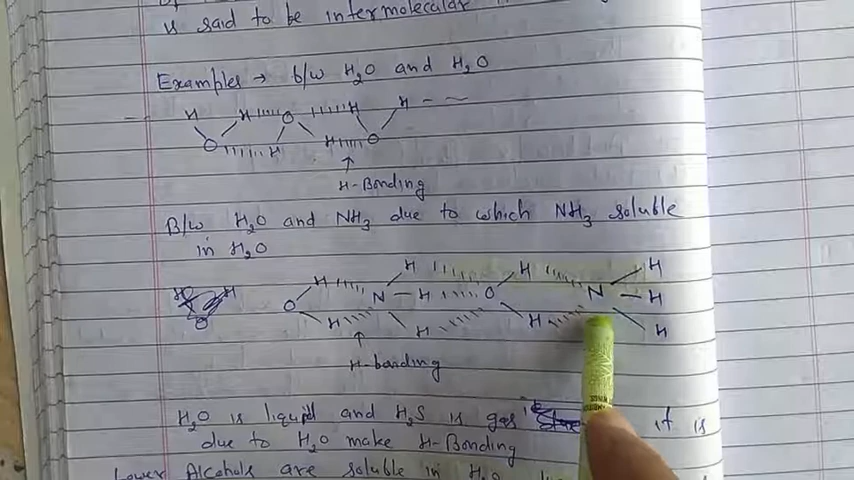 is said to be intermolecular
Examples → b/w H2O and H2O
H H O H H
O H H O
H-Bonding
B/w H2O and NH3 due to which NH3 soluble
in H2O
H H H H
O N H O N H
H H H H
H-bonding
H2O is liquid and H2S is gas it is
due to H2O make H-Bonding
Lower Alcohols are soluble in H2O